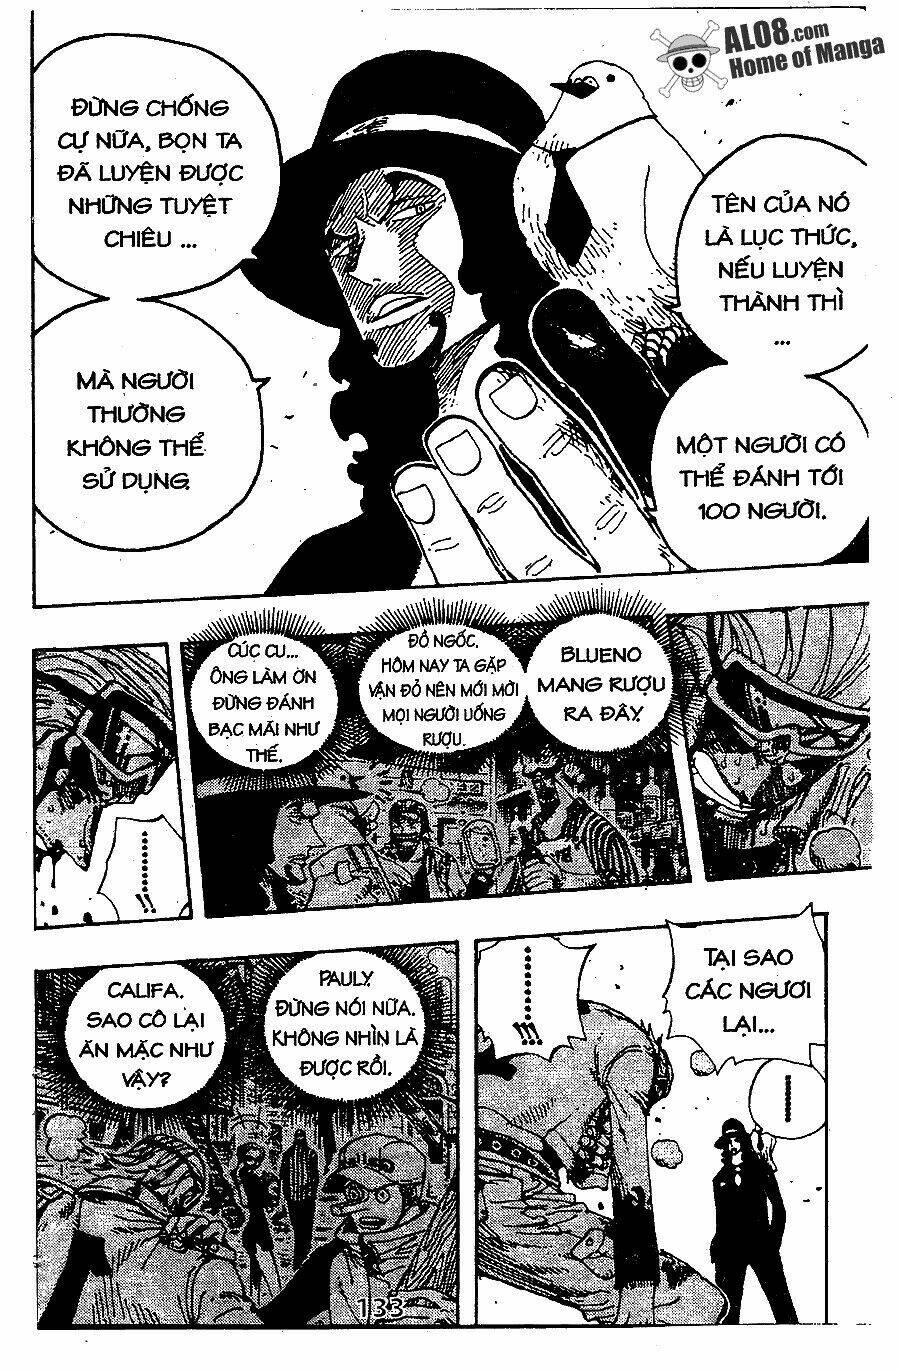 ALO8.com
Home of Manga
ĐỪNG CHỐNG
CỰ NỮA, BỌN TA
ĐÃ LUYỆN ĐƯỢC
NHỮNG TUYỆT
CHIÊU ...
TÊN CỦA NÓ
LÀ LỤC THỨC,
NẾU LUYỆN
THÀNH THÌ
...
MÀ NGƯỜI
THƯỜNG
KHÔNG THỂ
SỬ DỤNG.
MỘT NGƯỜI CÓ
THỂ ĐÁNH TỚI
100 NGƯỜI.
CÚC CU...
ÔNG LÀM ƠN
ĐỪNG ĐÁNH
BẠC MÃI NHƯ
THẾ.
ĐỒ NGỐC.
HÔM NAY TA GẶP
VẬN ĐỎ NÊN MỚI MỜI
MỌI NGƯỜI UỐNG
RƯỢU.
BLUENO
MANG RƯỢU
RA ĐÂY.
.........!!!
CALIFA.
SAO CÔ LẠI
ĂN MẶC NHƯ
VẬY?
PAULY.
ĐỪNG NÓI NỮA.
KHÔNG NHÌN LÀ
ĐƯỢC RỒI.
.........!!!
TẠI SAO
CÁC NGƯƠI
LẠI...
.........
133